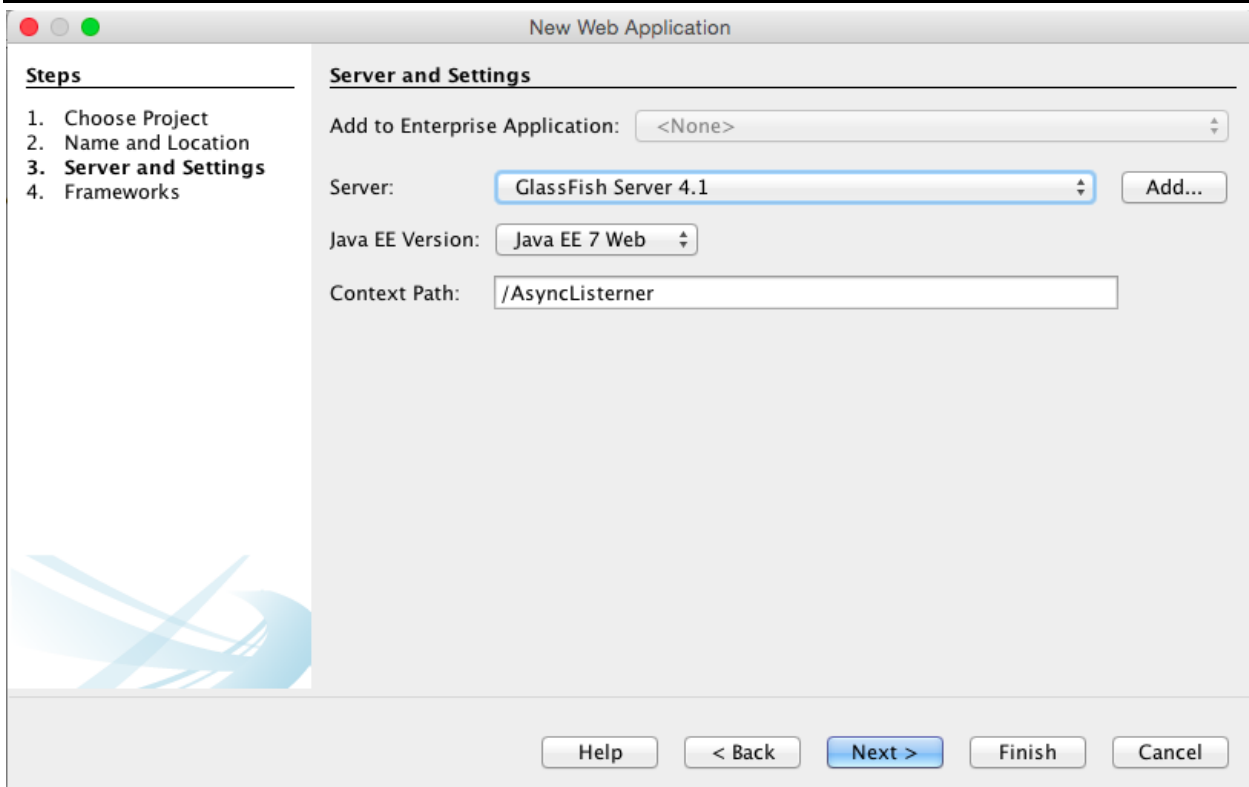 New Web Application
Steps
1. Choose Project
2. Name and Location
3. Server and Settings
4. Frameworks
Server and Settings
Add to Enterprise Application: <None>
Server: GlassFish Server 4.1 Add...
Java EE Version: Java EE 7 Web
Context Path: /AsyncListerner
Help < Back Next > Finish Cancel